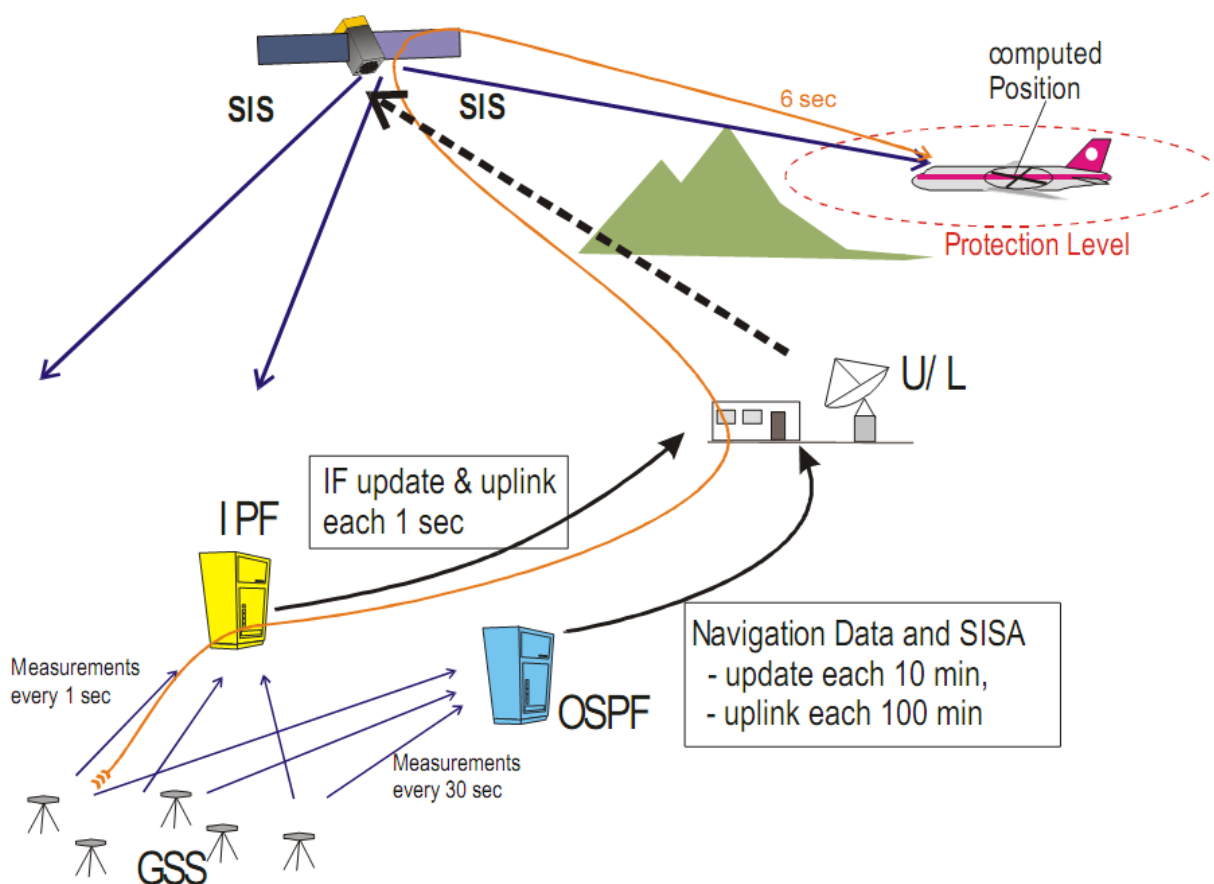 SIS
SIS
6 sec
computed
Position
Protection Level
U/ L
IF update & uplink
each 1 sec
IPF
Measurements
every 1 sec
Navigation Data and SISA
- update each 10 min,
- uplink each 100 min
OSPF
Measurements
every 30 sec
GSS